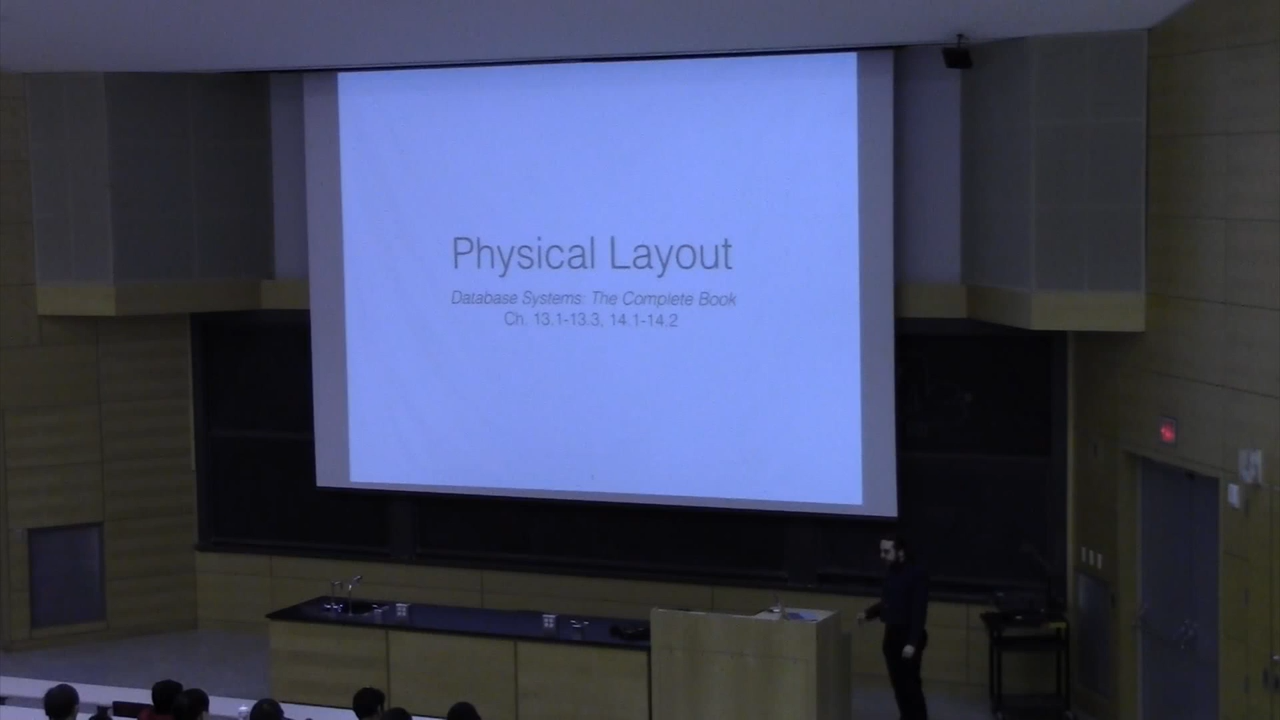 Physical Layout
Database Systems: The Complete Book
Ch. 13.1-13.3, 14.1-14.2